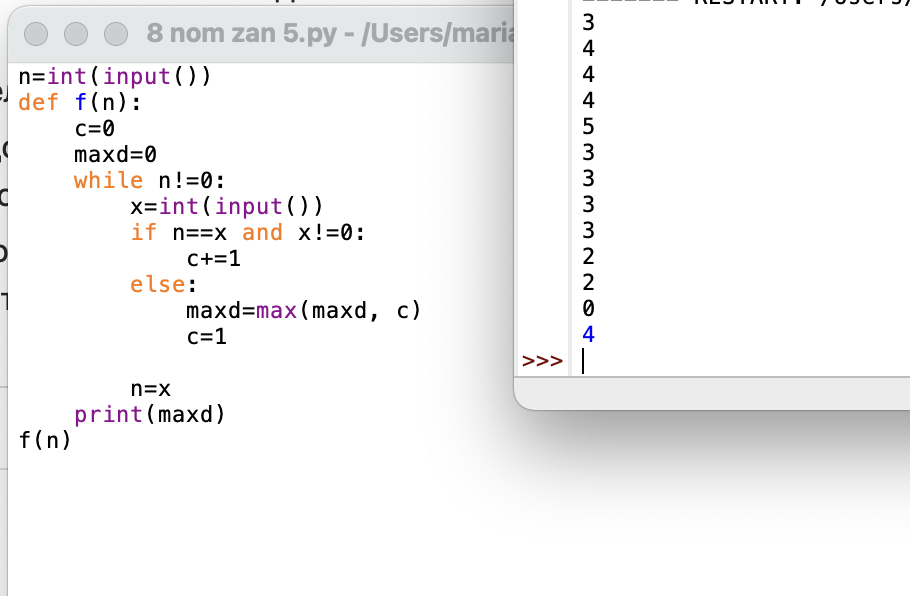 8 nom zan 5.py - /Users/maria
n=int(input())
def f(n):
    c=0
    maxd=0
    while n!=0:
        x=int(input())
        if n==x and x!=0:
            c+=1
        else:
            maxd=max(maxd, c)
            c=1
        n=x
    print(maxd)
f(n)
RESTART: /Users/
3
4
4
4
5
3
3
3
3
2
2
0
4
>>>